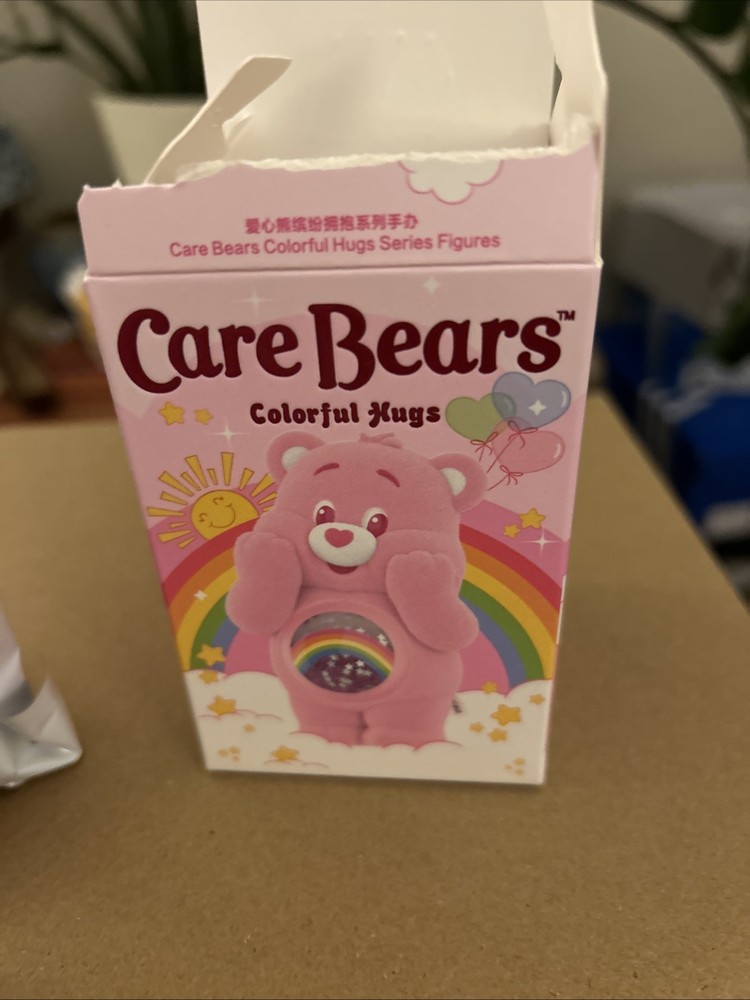 爱心熊缤纷拥抱系列手办
Care Bears Colorful Hugs Series Figures
Care Bears™
Colorful Hugs